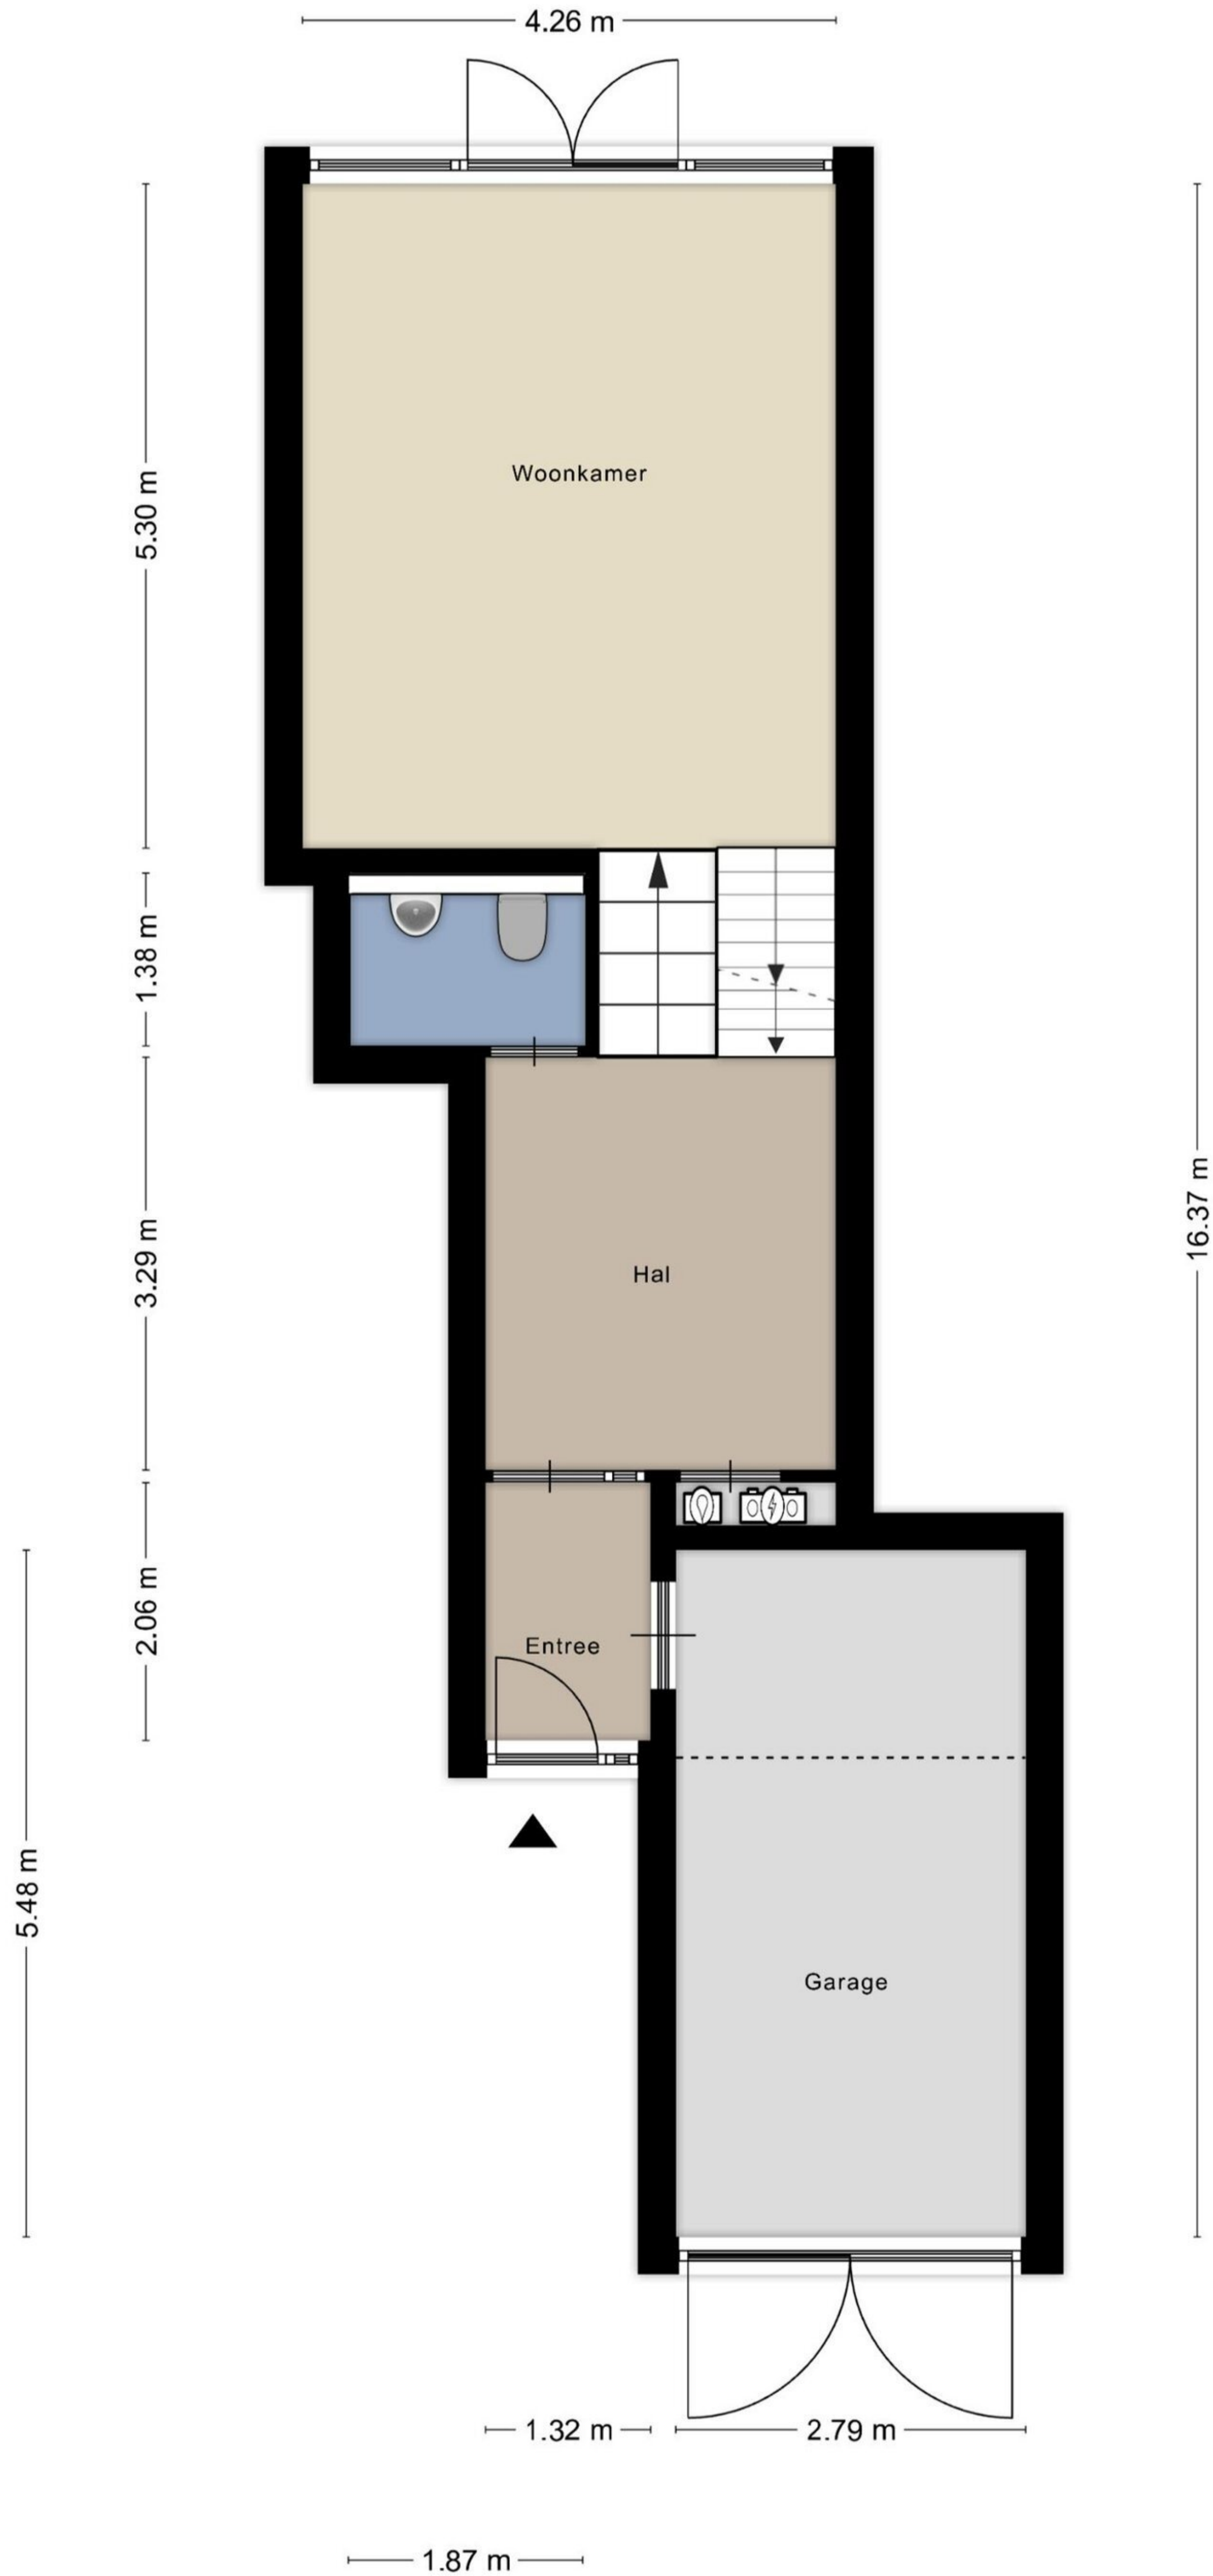 4.26 m
Woonkamer
5.30 m
1.38 m
16.37 m
3.29 m
Hal
2.06 m
Entree
5.48 m
Garage
1.32 m
2.79 m
1.87 m